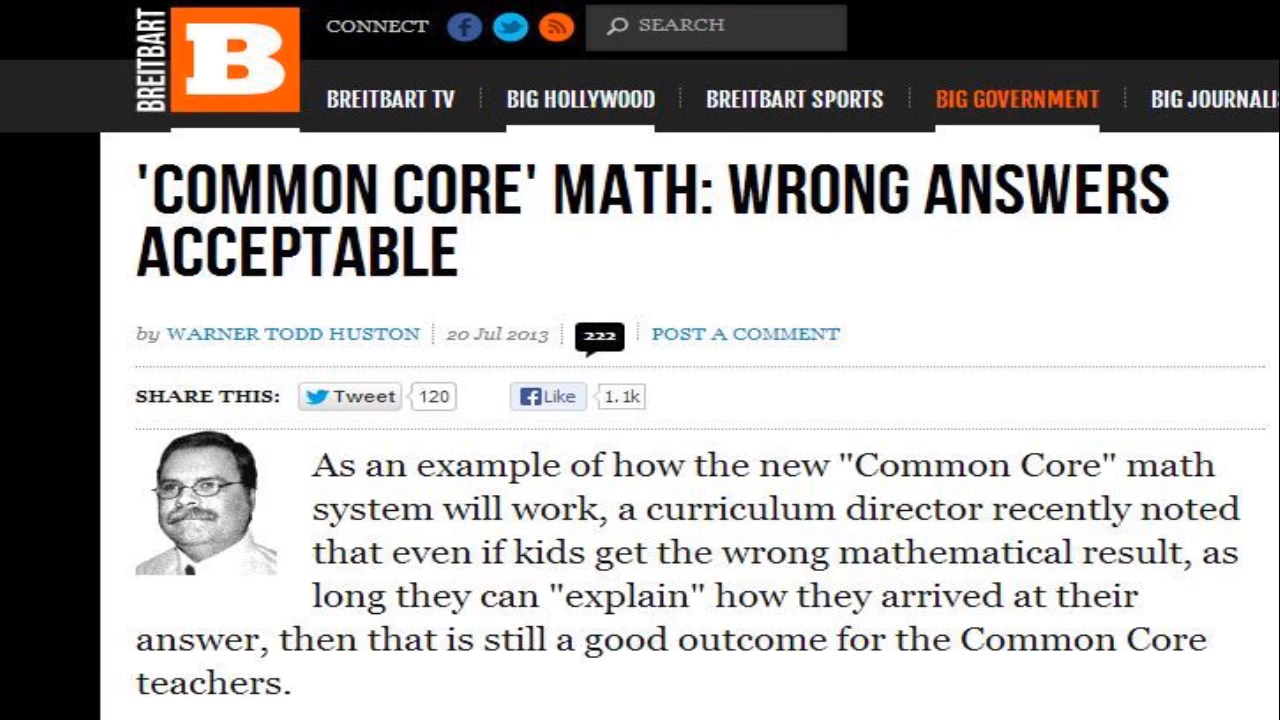 BREITBART
B
CONNECT
SEARCH
BREITBART TV
BIG HOLLYWOOD
BREITBART SPORTS
BIG GOVERNMENT
BIG JOURNALI
'COMMON CORE' MATH: WRONG ANSWERS
ACCEPTABLE
by WARNER TODD HUSTON 20 Jul 2013 222 POST A COMMENT
SHARE THIS: Tweet 120 Like 1.1k
As an example of how the new "Common Core" math
system will work, a curriculum director recently noted
that even if kids get the wrong mathematical result, as
long they can "explain" how they arrived at their
answer, then that is still a good outcome for the Common Core
teachers.